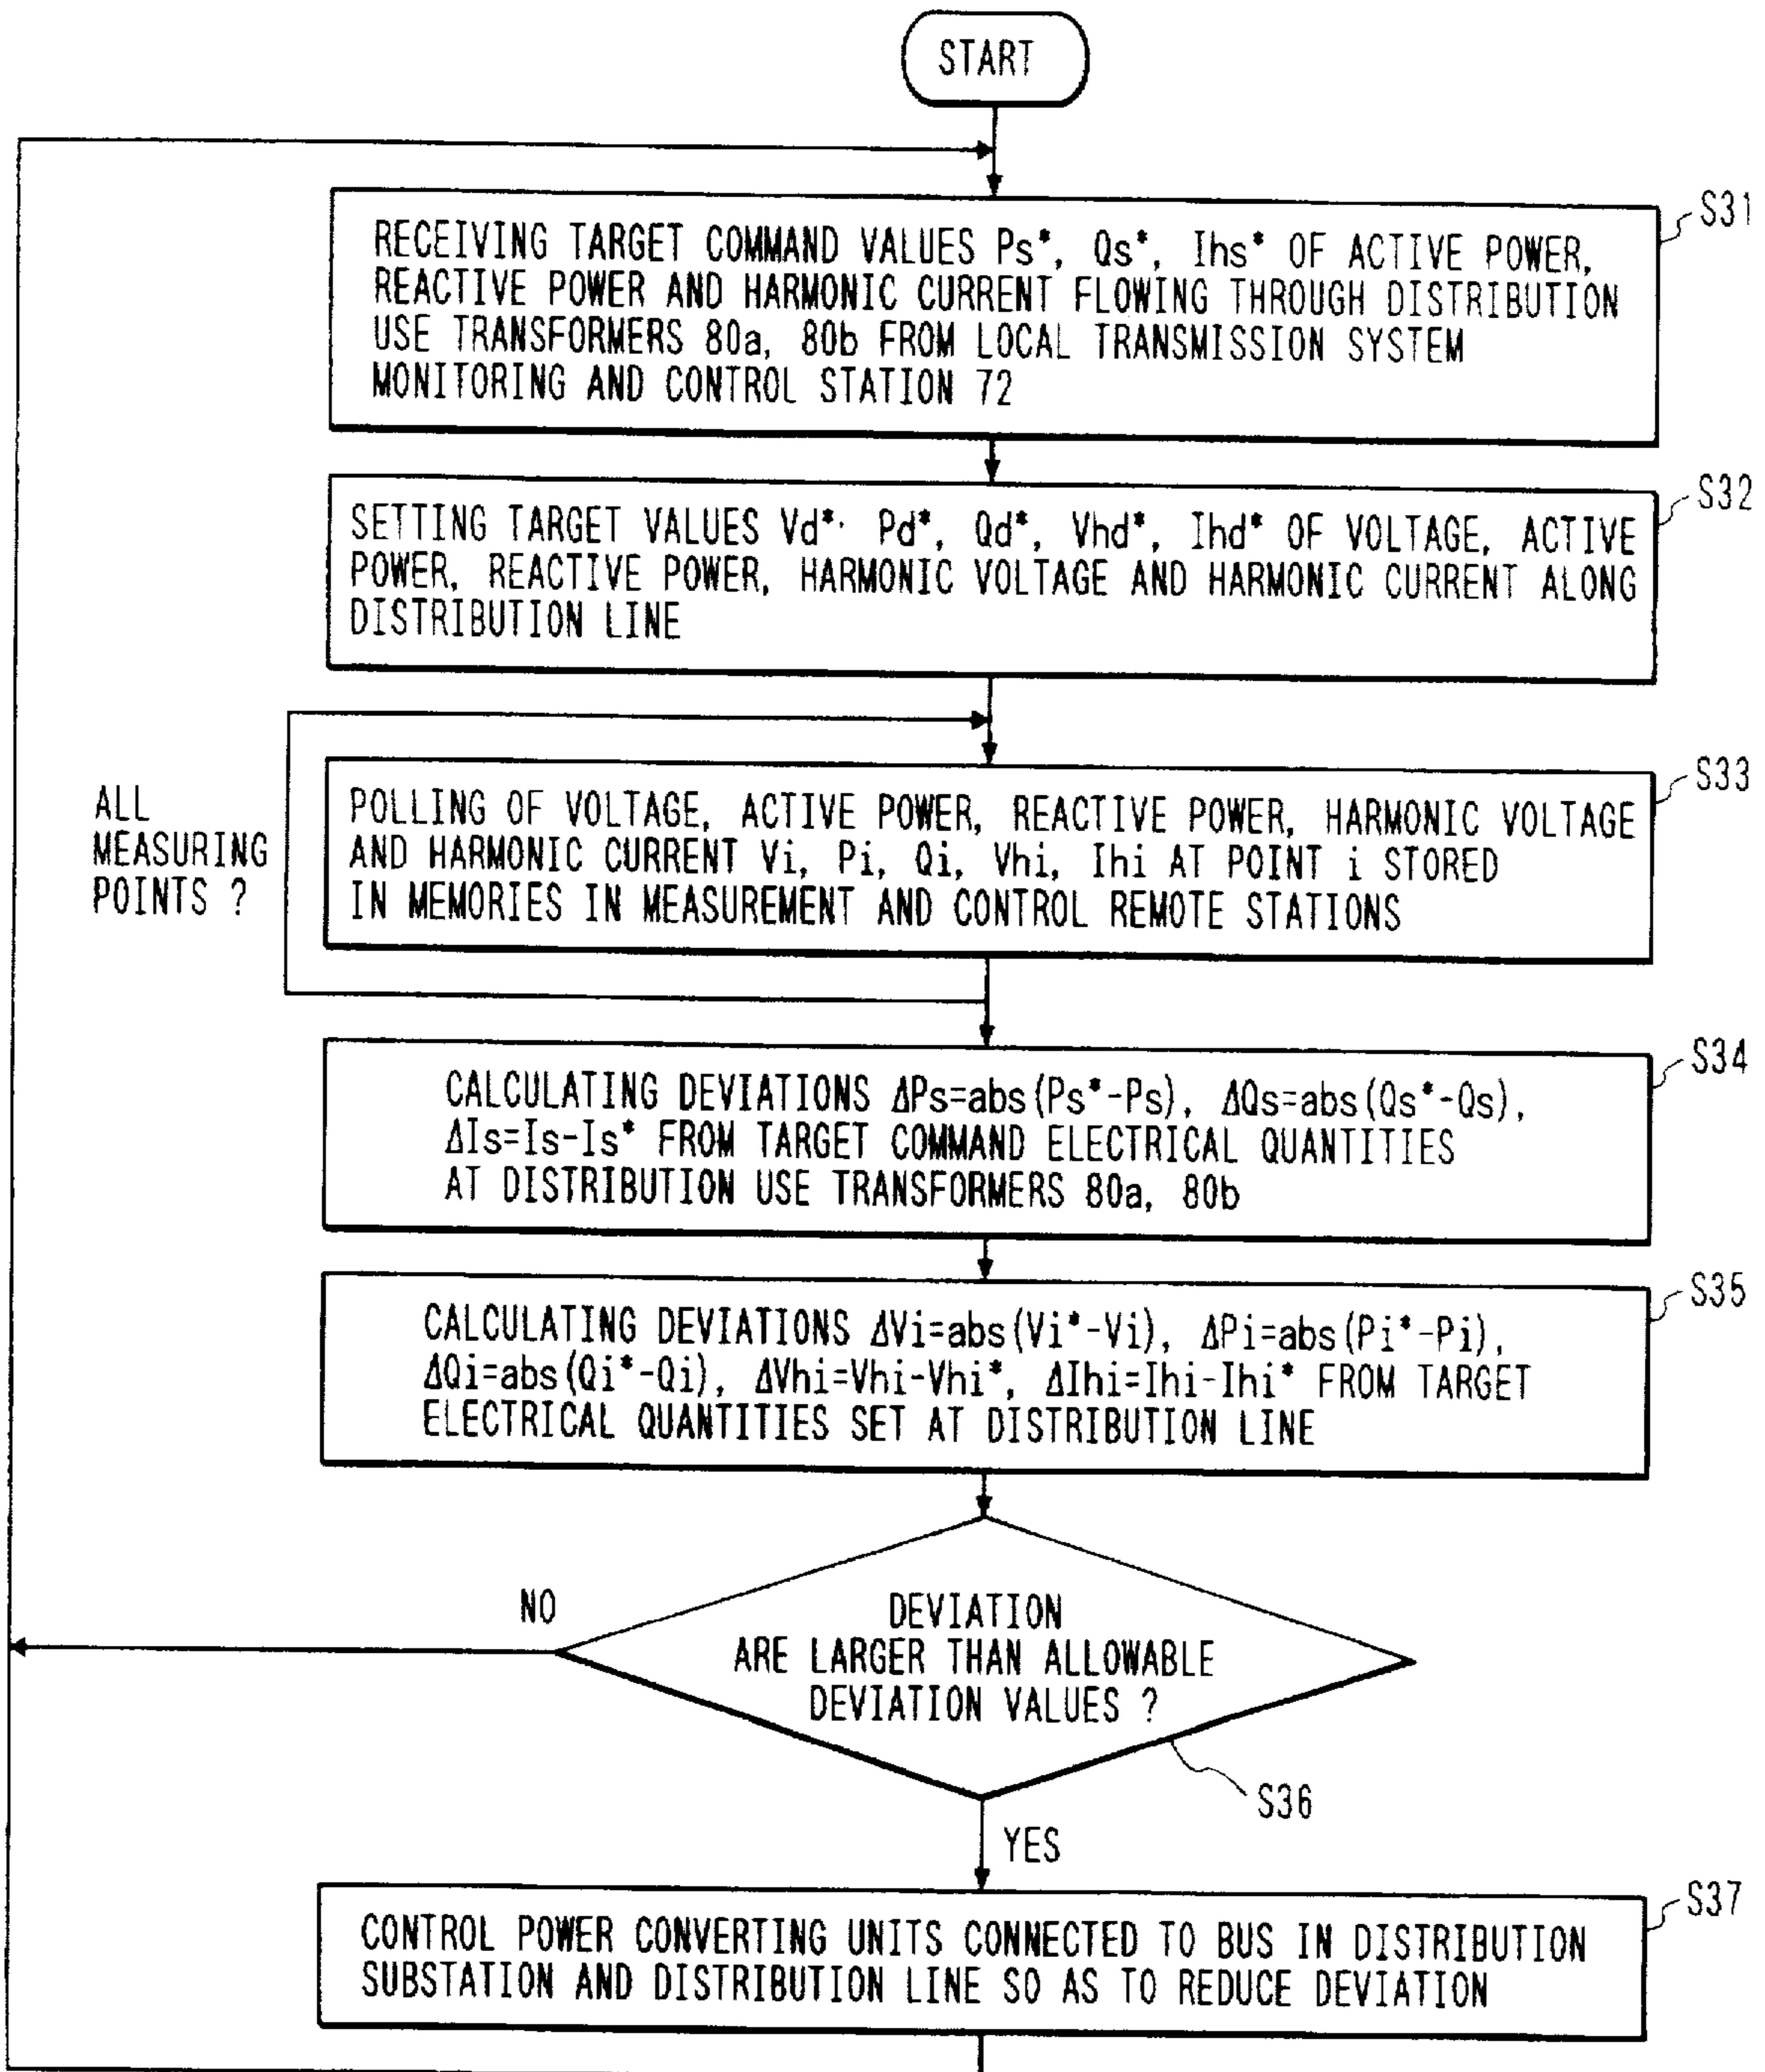 START
S31
RECEIVING TARGET COMMAND VALUES Ps*, Qs*, Ihs* OF ACTIVE POWER,
REACTIVE POWER AND HARMONIC CURRENT FLOWING THROUGH DISTRIBUTION
USE TRANSFORMERS 80a, 80b FROM LOCAL TRANSMISSION SYSTEM
MONITORING AND CONTROL STATION 72
S32
SETTING TARGET VALUES Vd*· Pd*, Qd*, Vhd*, Ihd* OF VOLTAGE, ACTIVE
POWER, REACTIVE POWER, HARMONIC VOLTAGE AND HARMONIC CURRENT ALONG
DISTRIBUTION LINE
S33
ALL
MEASURING
POINTS ?
POLLING OF VOLTAGE, ACTIVE POWER, REACTIVE POWER, HARMONIC VOLTAGE
AND HARMONIC CURRENT Vi, Pi, Qi, Vhi, Ihi AT POINT i STORED
IN MEMORIES IN MEASUREMENT AND CONTROL REMOTE STATIONS
S34
CALCULATING DEVIATIONS ΔPs=abs(Ps*-Ps), ΔQs=abs(Qs*-Qs),
ΔIs=Is-Is* FROM TARGET COMMAND ELECTRICAL QUANTITIES
AT DISTRIBUTION USE TRANSFORMERS 80a, 80b
S35
CALCULATING DEVIATIONS ΔVi=abs(Vi*-Vi), ΔPi=abs(Pi*-Pi),
ΔQi=abs(Qi*-Qi), ΔVhi=Vhi-Vhi*, ΔIhi=Ihi-Ihi* FROM TARGET
ELECTRICAL QUANTITIES SET AT DISTRIBUTION LINE
NO
DEVIATION
ARE LARGER THAN ALLOWABLE
DEVIATION VALUES ?
S36
YES
S37
CONTROL POWER CONVERTING UNITS CONNECTED TO BUS IN DISTRIBUTION
SUBSTATION AND DISTRIBUTION LINE SO AS TO REDUCE DEVIATION